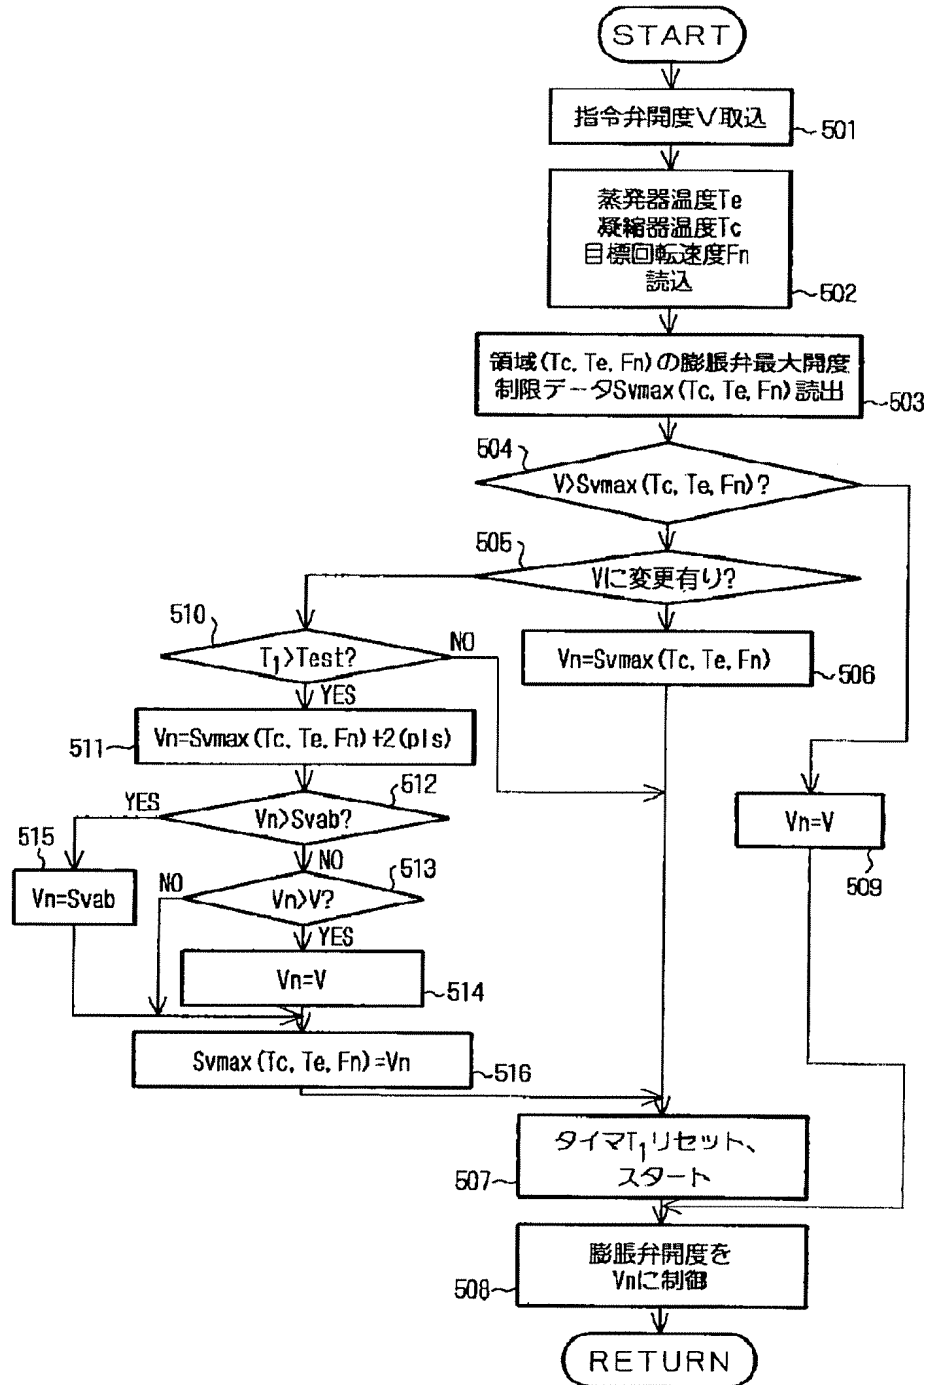 START
指令弁開度V取込
501
蒸発器温度Te
凝縮器温度Tc
目標回転速度Fn
読込
502
領域(Tc, Te, Fn)の膨脹弁最大開度
制限データSvmax(Tc, Te, Fn)読出
503
504
V>Svmax(Tc, Te, Fn)?
505
Vに変更有り?
510
T1>Test?
NO
YES
Vn=Svmax(Tc, Te, Fn)
506
511
Vn=Svmax(Tc, Te, Fn)+2(pls)
512
YES
Vn>Svab?
NO
Vn=V
509
515
Vn=Svab
513
NO
Vn>V?
YES
Vn=V
514
Svmax(Tc, Te, Fn)=Vn
516
タイマT1リセット、
スタート
507
膨脹弁開度を
Vnに制御
508
RETURN